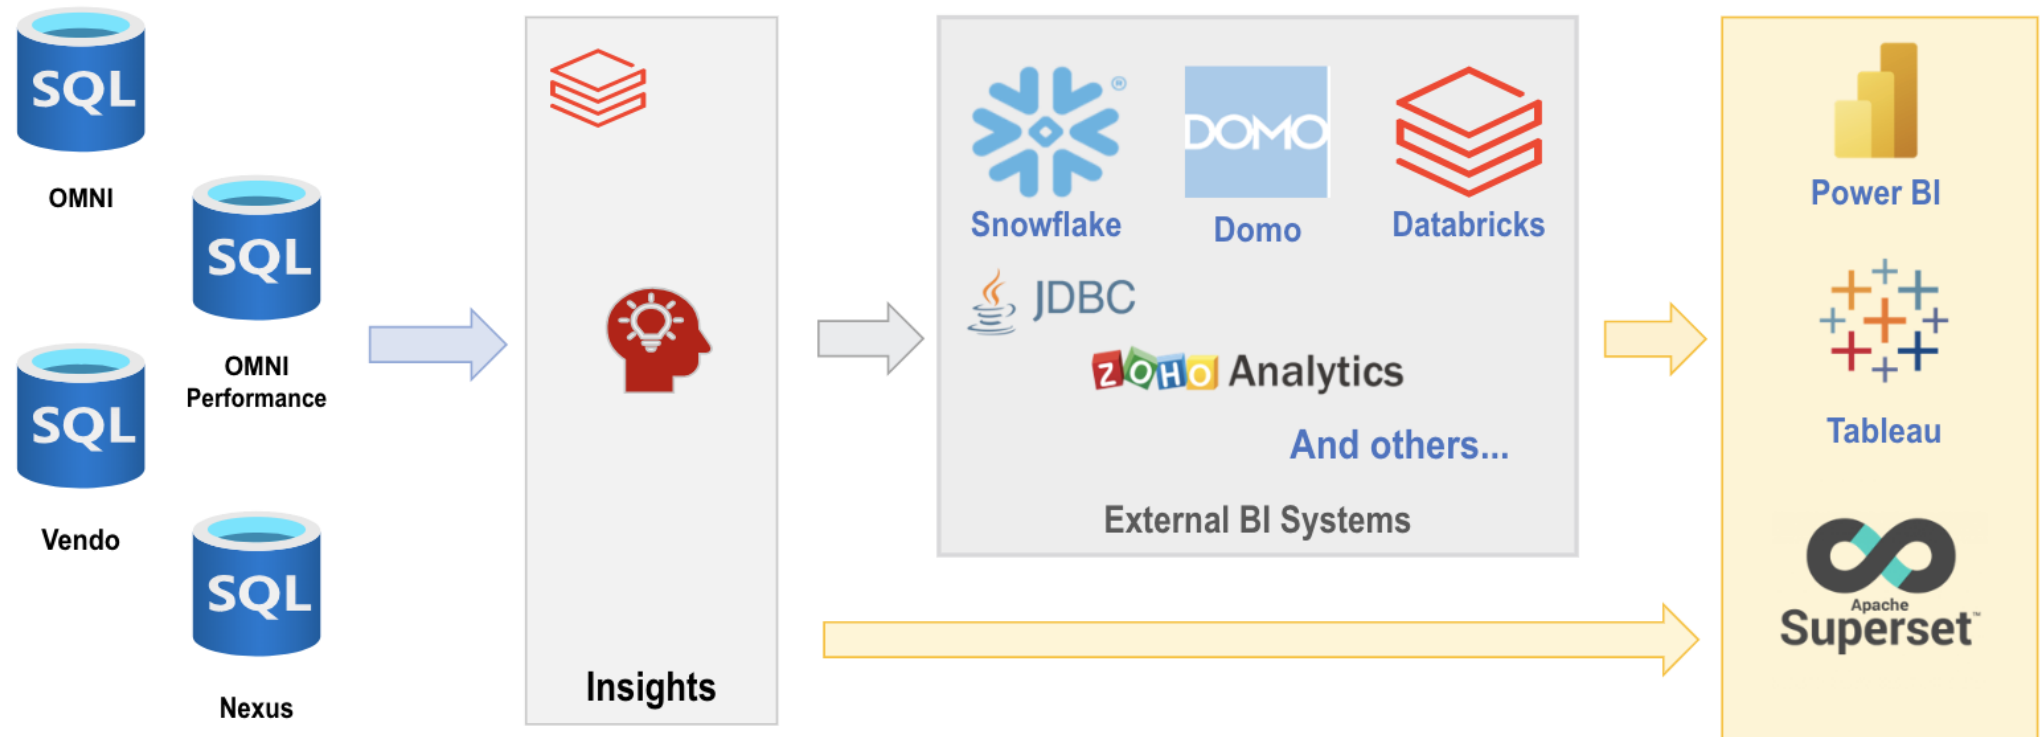 SQL
OMNI
SQL
OMNI
Performance
SQL
Vendo
SQL
Nexus
Insights
®
Snowflake
DOMO
Domo
Databricks
JDBC
ZOHO Analytics
And others...
External BI Systems
Power BI
Tableau
Apache
Superset™